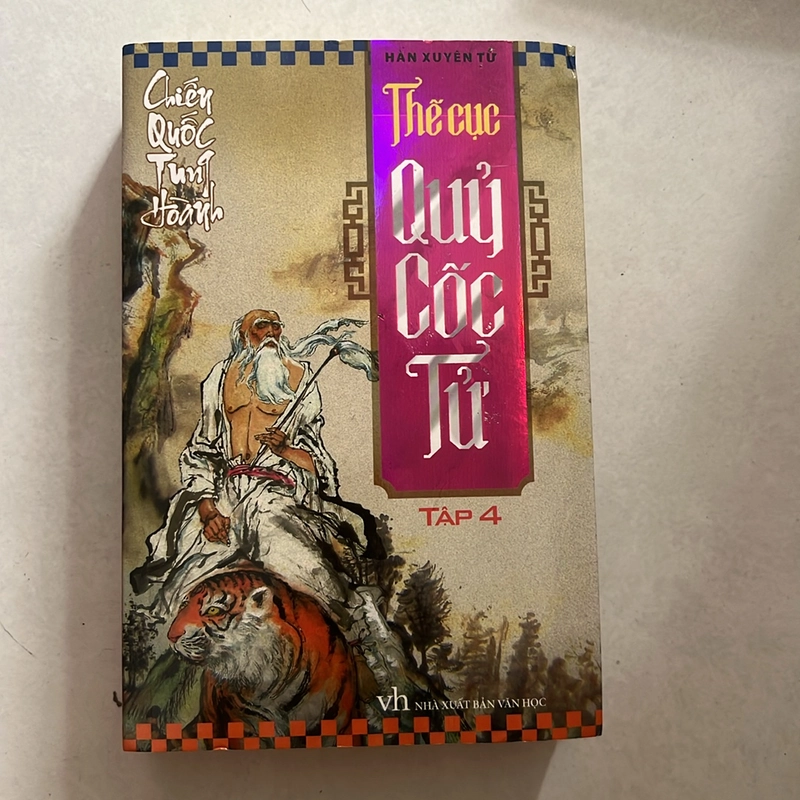 HÀN XUYÊN TỬ
Chiến
Quốc
Tung
Hoành
Thế cục
Quỷ
Cốc
Tử
TẬP 4
vh NHÀ XUẤT BẢN VĂN HỌC